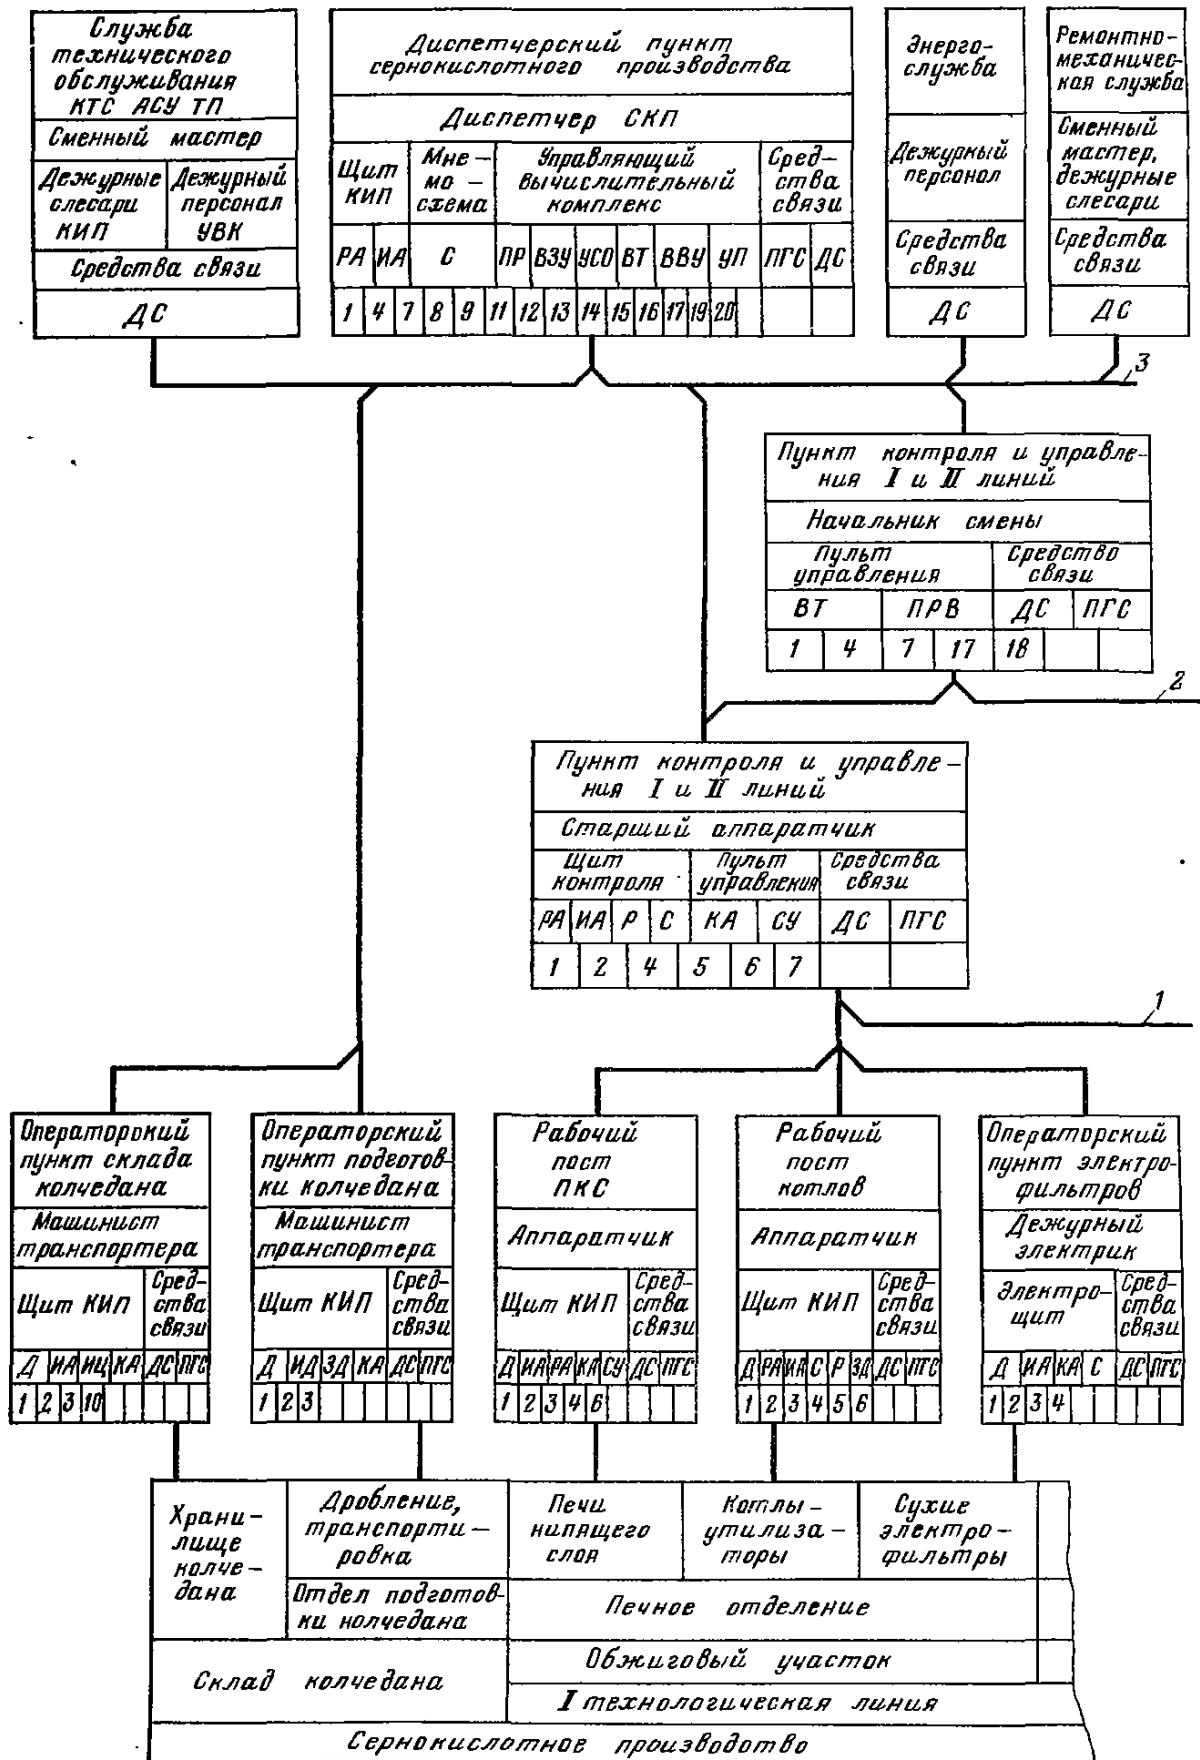 Служба
технического
обслуживания
КТС АСУ ТП
Сменный мастер
Дежурные
слесари
КИП
Дежурный
персонал
УВК
Средства связи
ДС
Диспетчерский пункт
сернокислотного производства
Диспетчер СКП
Щит
КИП
Мне-
мо-
схема
Управляющий
вычислительный
комплекс
Сред-
ства
связи
РА ИА С ПР ВЗУ УСО ВТ ВВУ УП ПГС ДС
1 4 7 8 9 11 12 13 14 15 16 17 19 20
Энерго-
служба
Дежурный
персонал
Средства
связи
ДС
Ремонтно-
механичес-
кая служба
Сменный
мастер,
дежурные
слесари
Средства
связи
ДС
3
Пункт контроля и управле-
ния I и II линий
Начальник смены
Пульт
управления
Средство
связи
ВТ ПРВ ДС ПГС
1 4 7 17 18
2
Пункт контроля и управле-
ния I и II линий
Старший аппаратчик
Щит
контроля
Пульт
управления
Средства
связи
РА ИА Р С КА СУ ДС ПГС
1 2 4 5 6 7
1
Операторокий
пункт склада
колчедана
Машинист
транспортера
Щит КИП
Сред-
ства
связи
Д ИА ИЦ КА ДС ПГС
1 2 3 10
Операторский
пункт подготов-
ки колчедана
Машинист
транспортера
Щит КИП
Сред-
ства
связи
Д ИД ЗД КА ДС ПГС
1 2 3
Рабочий
пост
ПКС
Аппаратчик
Щит КИП
Сред-
ства
связи
Д ИА РА КА СУ ДС ПГС
1 2 3 4 6
Рабочий
пост
котлов
Аппаратчик
Щит КИП
Сред-
ства
связи
Д РА ИА С Р ЗД ДС ПГС
1 2 3 4 5 6
Операторский
пункт электро-
фильтров
Дежурный
электрик
Электро-
щит
Сред-
ства
связи
Д ИА КА С ДС ПГС
1 2 3 4
Храни-
лище
колче-
дана
Дробление,
транспорти-
ровка
Отдел подготов-
ки колчедана
Склад колчедана
Печи
кипящего
слоя
Котлы-
утилиза-
торы
Сухие
электро-
фильтры
Печное отделение
Обжиговый участок
I технологическая линия
Сернокислотное производотво